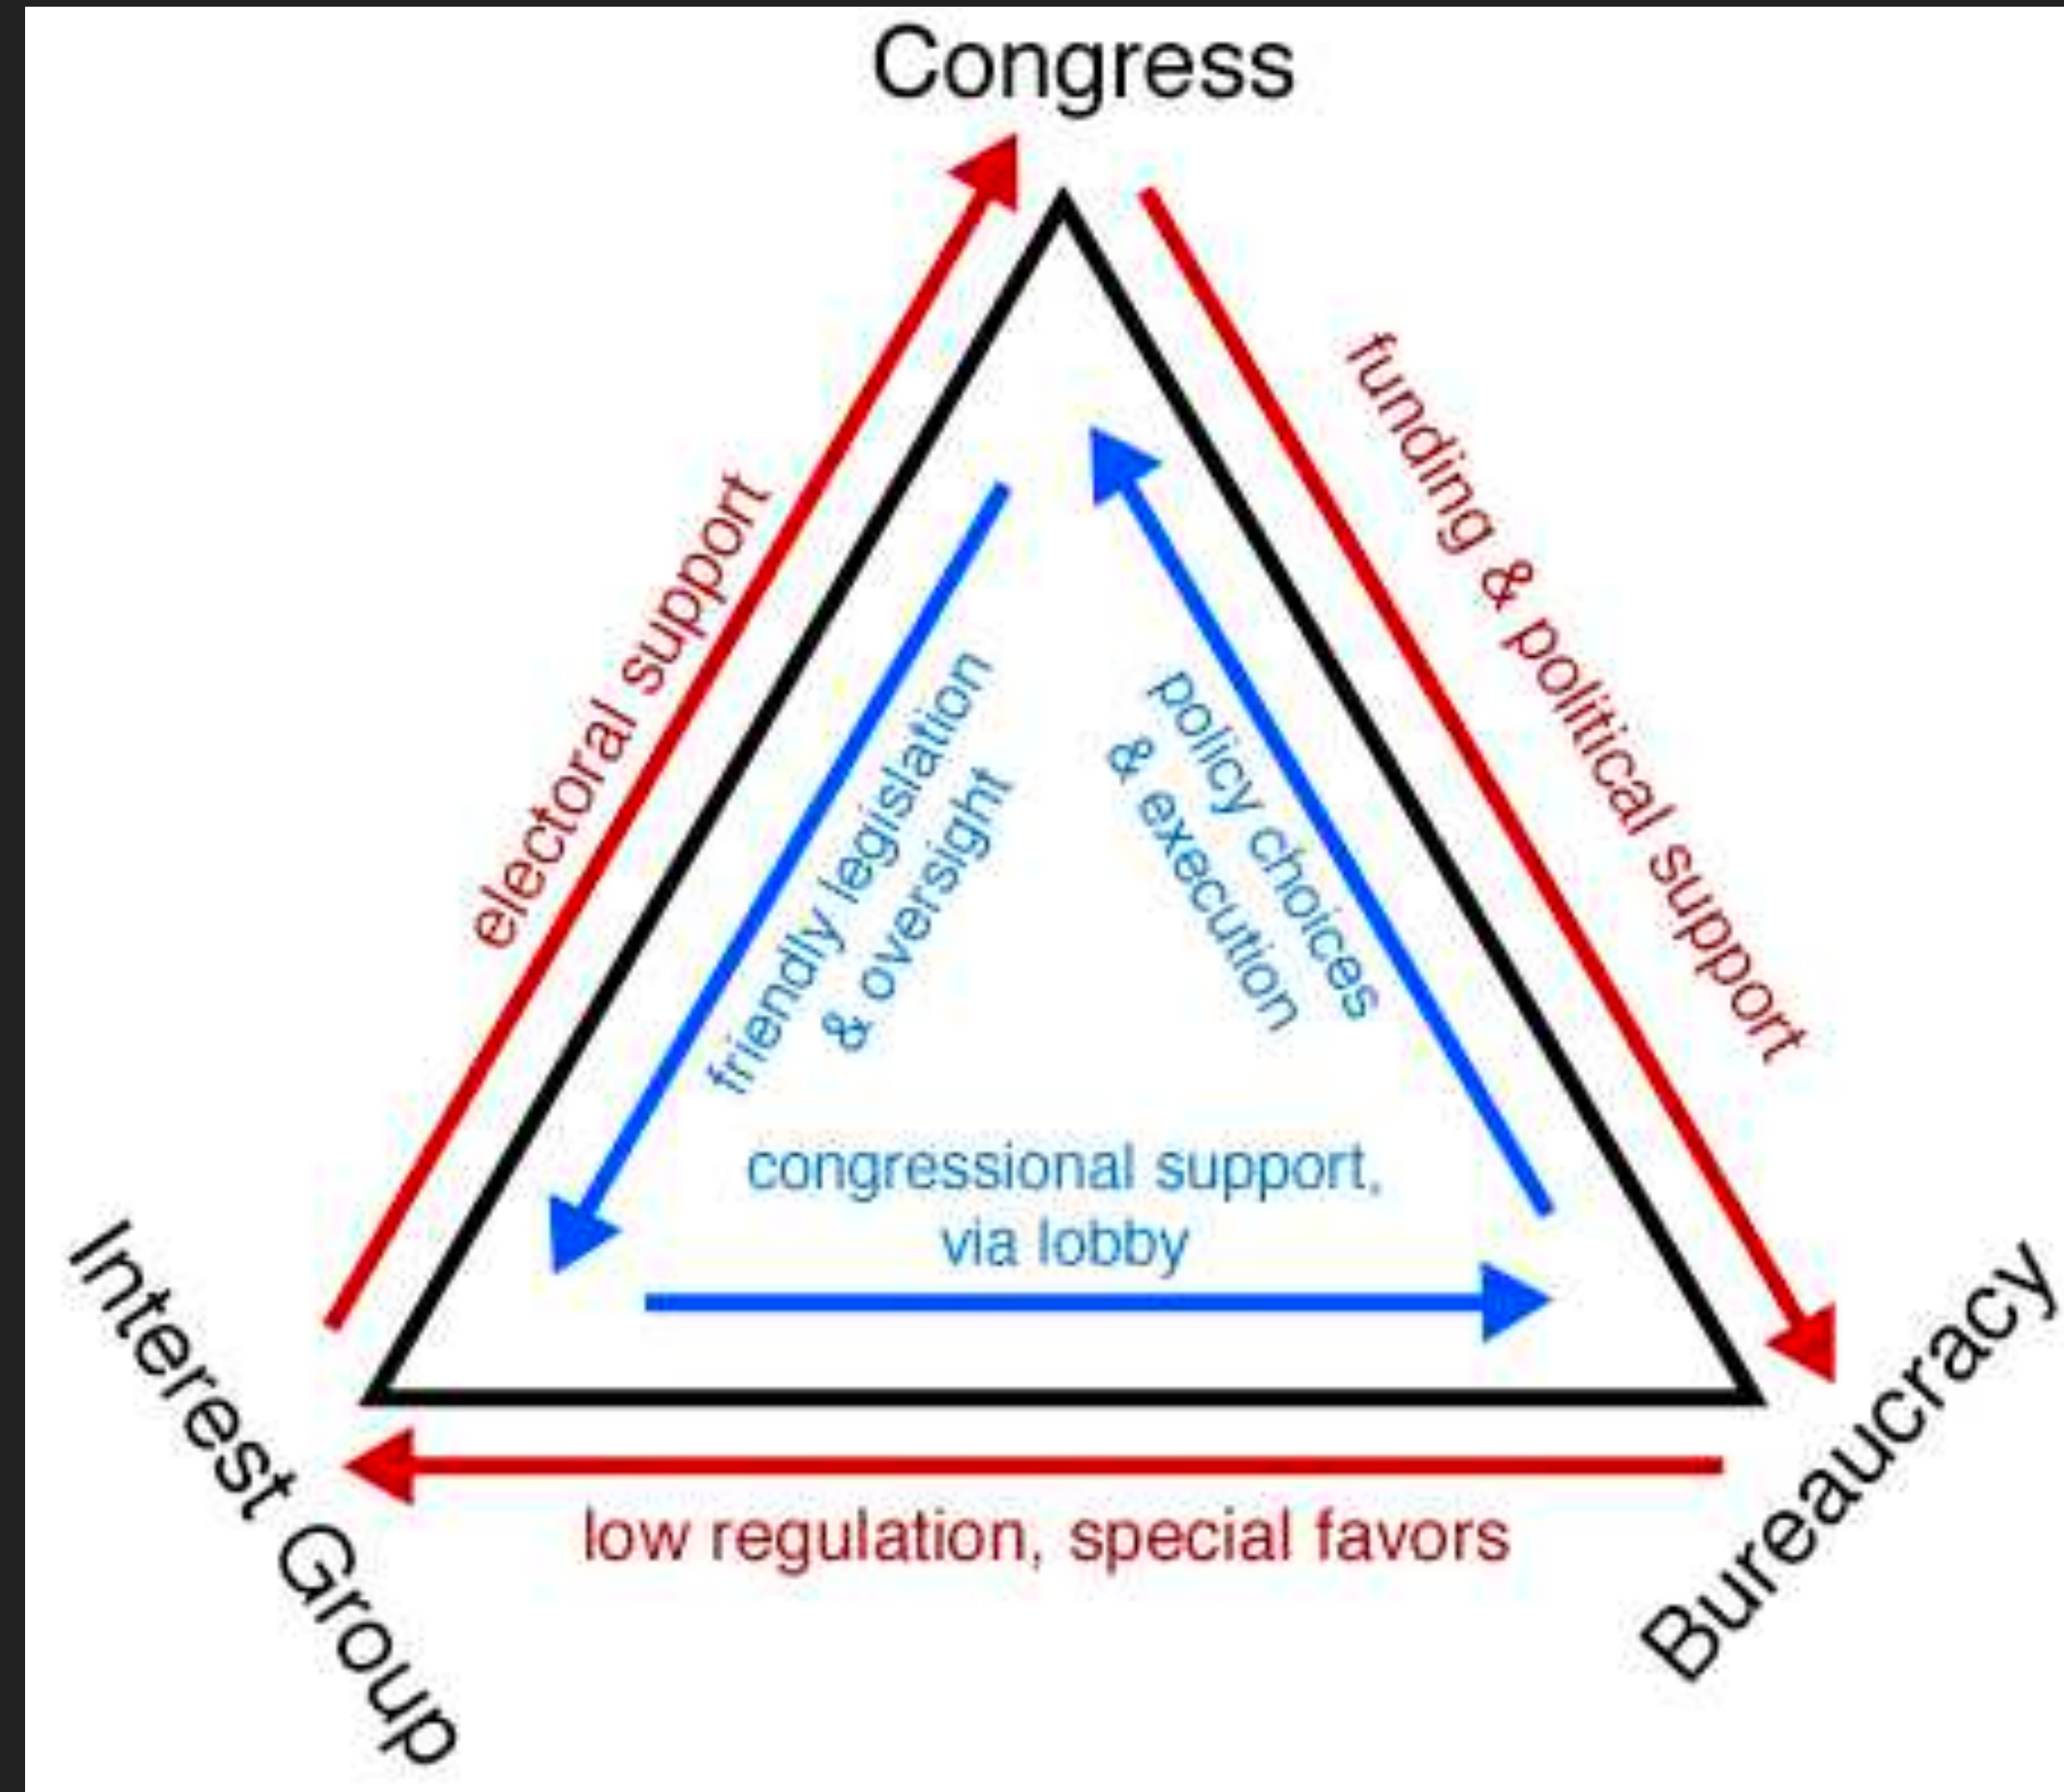 Congress
electoral support
funding & political support
friendly legislation
& oversight
policy choices
& execution
congressional support,
via lobby
Interest Group
Bureaucracy
low regulation, special favors